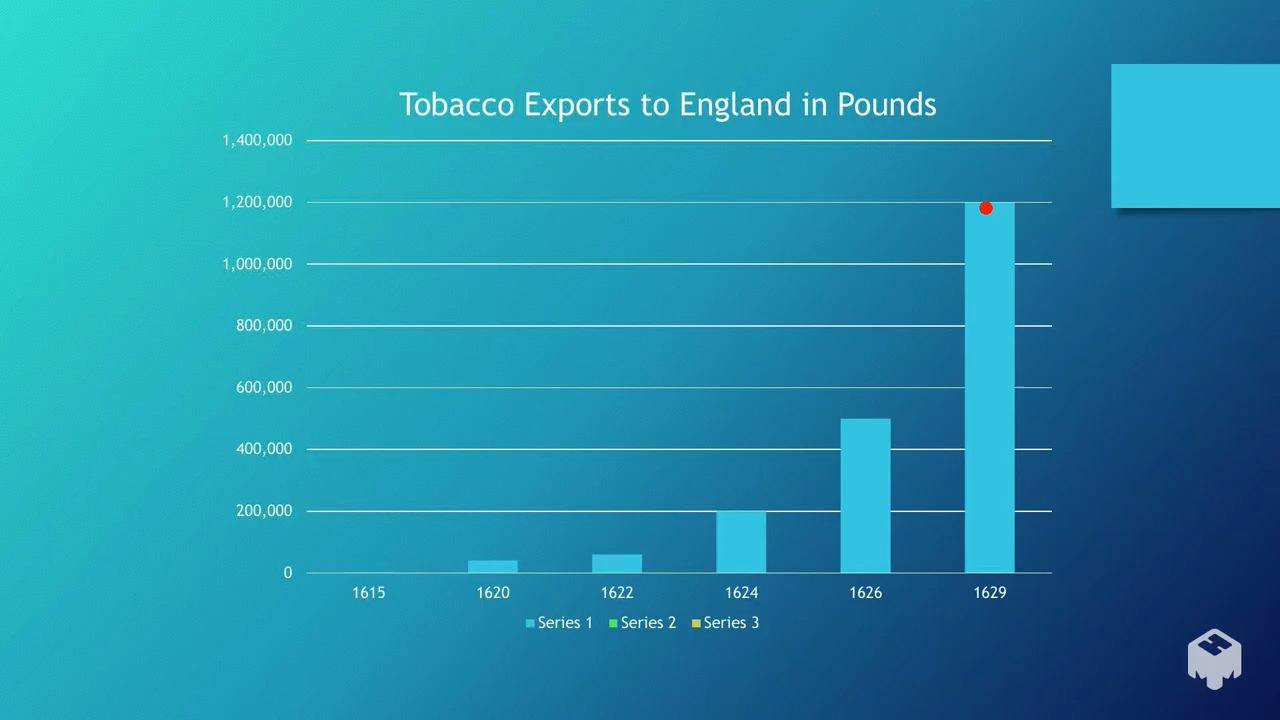 Tobacco Exports to England in Pounds
1,400,000
1,200,000
1,000,000
800,000
600,000
400,000
200,000
0
1615 1620 1622 1624 1626 1629
Series 1 Series 2 Series 3